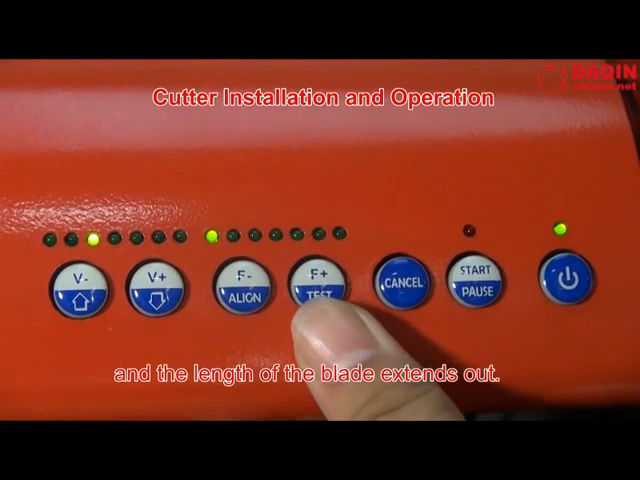 DAQIN
Cutter Installation and Operation
V-
V+
F-
ALIGN
F+
TEST
CANCEL
START
PAUSE
and the length of the blade extends out.